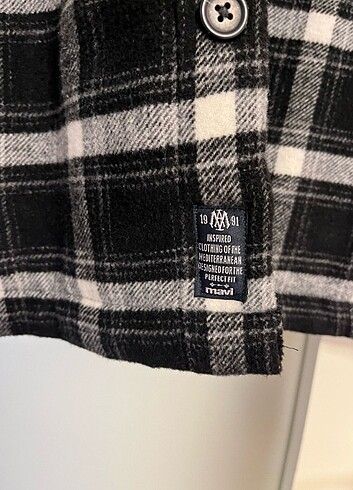 19 M 91
INSPIRED
CLOTHING OF THE
MEDITERRANEAN
DESIGNED FOR THE
PERFECT FIT
mavi